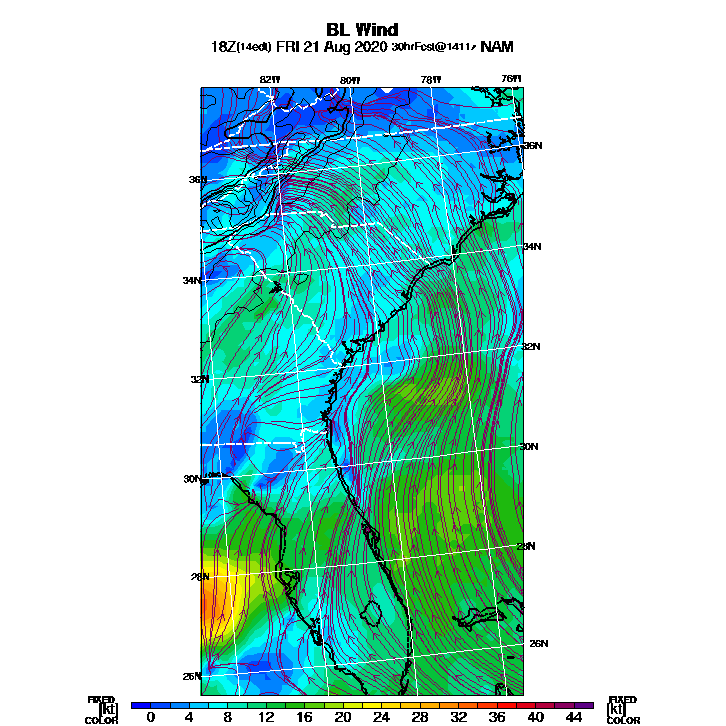 BL Wind
18Z(14edt) FRI 21 Aug 2020 30hrFcst@1411z NAM
82W 80W 78W 76W
36N
36N
34N
34N
32N
32N
30N
30N
28N
28N
26N
26N
FIXED FIXED
[kt] 0 4 8 12 16 20 24 28 32 36 40 44 [kt]
COLOR COLOR